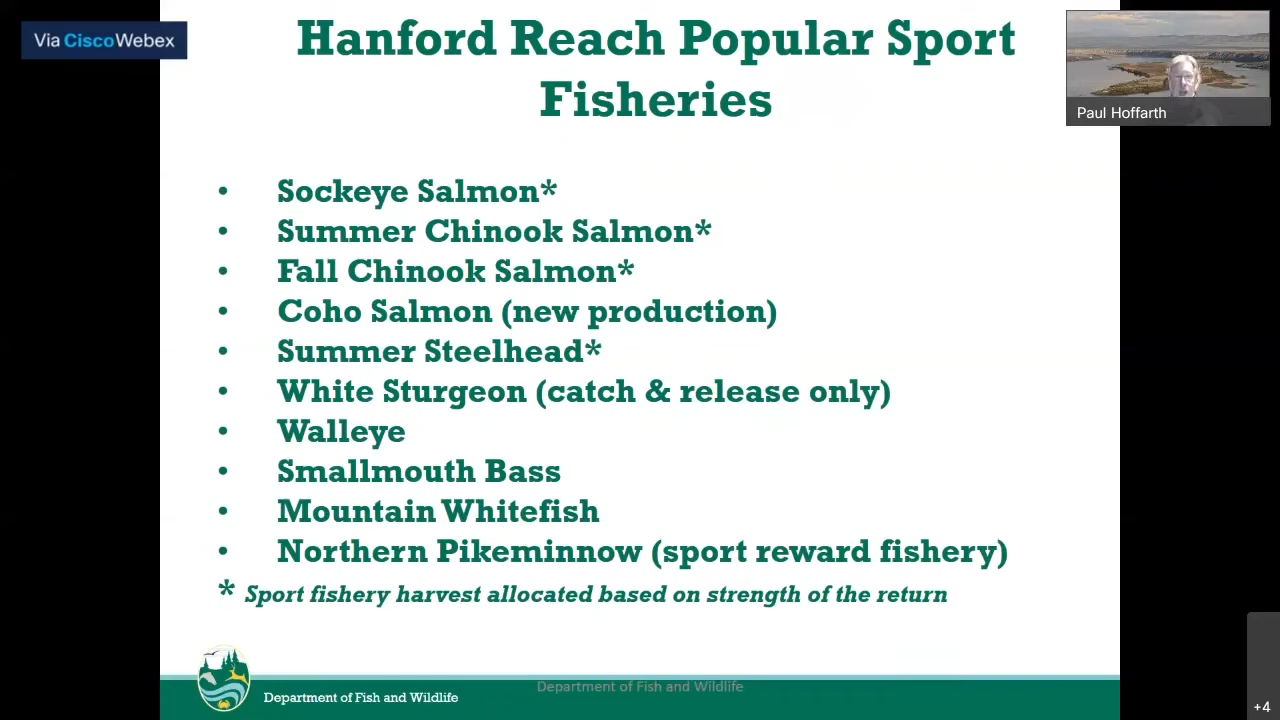 Via CiscoWebex
Hanford Reach Popular Sport
Fisheries
Paul Hoffarth
• Sockeye Salmon*
• Summer Chinook Salmon*
• Fall Chinook Salmon*
• Coho Salmon (new production)
• Summer Steelhead*
• White Sturgeon (catch & release only)
• Walleye
• Smallmouth Bass
• Mountain Whitefish
• Northern Pikeminnow (sport reward fishery)
* Sport fishery harvest allocated based on strength of the return
Department of Fish and Wildlife
Department of Fish and Wildlife
+4